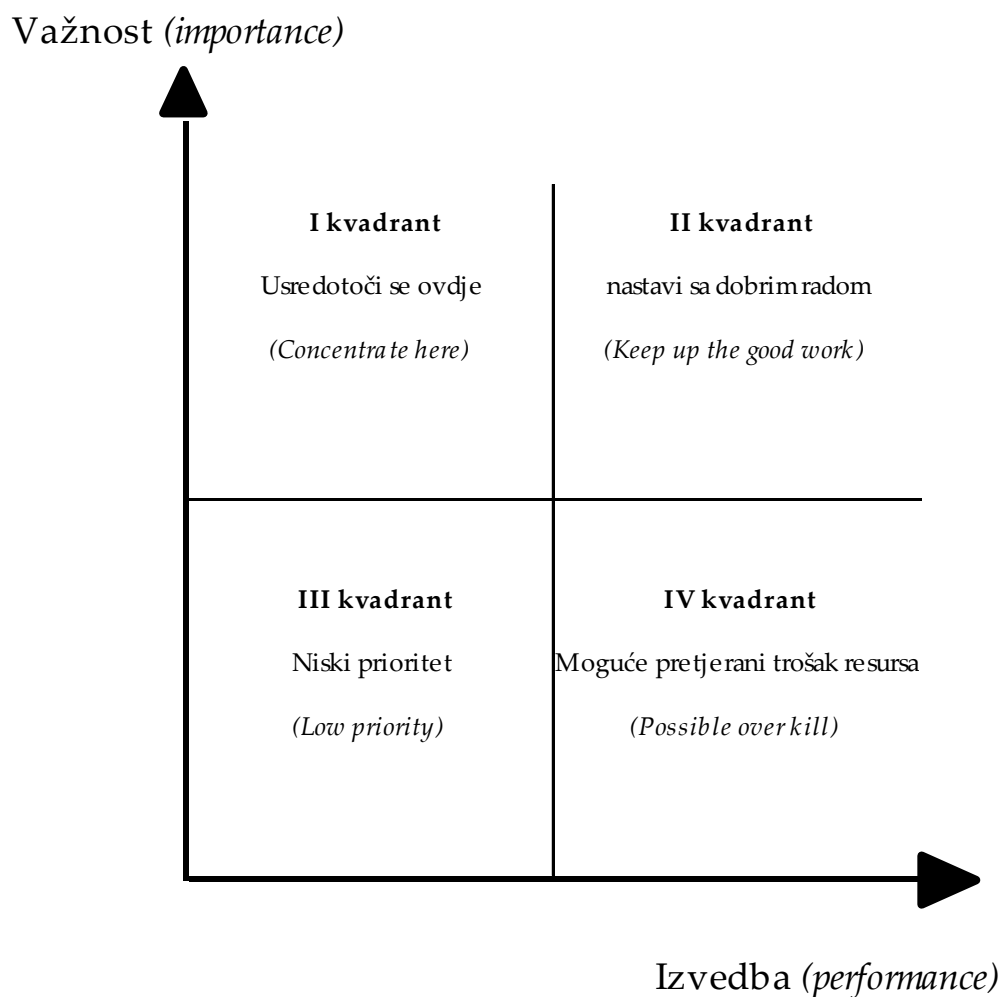 Važnost (importance)
I kvadrant
Usredotoči se ovdje
(Concentrate here)
II kvadrant
nastavi sa dobrim radom
(Keep up the good work)
III kvadrant
Niski prioritet
(Low priority)
IV kvadrant
Moguće pretjerani trošak resursa
(Possible over kill)
Izvedba (performance)